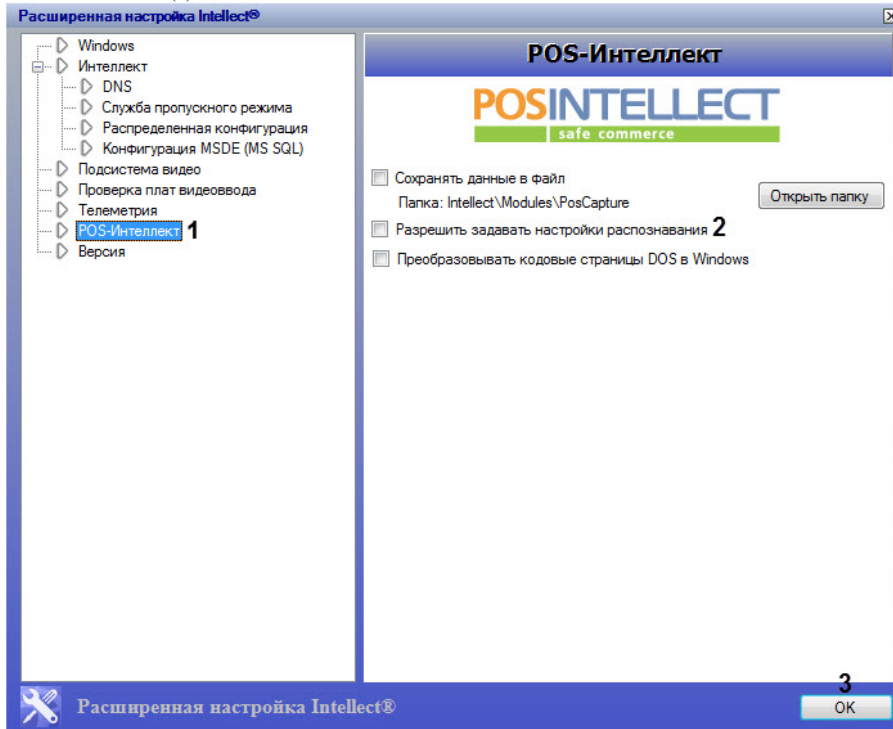 Расширенная настройка Intellect®
Windows
Интеллект
DNS
Служба пропускного режима
Распределенная конфигурация
Конфигурация MSDE (MS SQL)
Подсистема видео
Проверка плат видеоввода
Телеметрия
POS-Интеллект 1
Версия
POS-Интеллект
POSINTELLECT
safe commerce
Сохранять данные в файл
Папка: Intellect\Modules\PosCapture
Открыть папку
Разрешить задавать настройки распознавания 2
Преобразовывать кодовые страницы DOS в Windows
3
Расширенная настройка Intellect®
OK